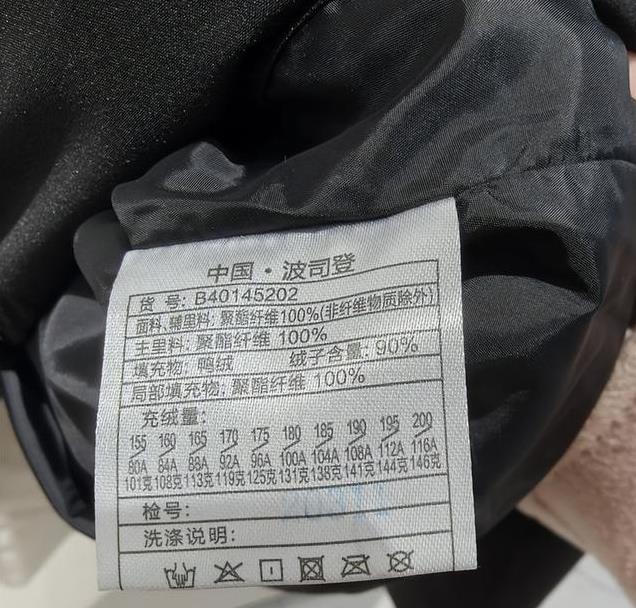 中国·波司登
货 号: B40145202
面料、辅里料: 聚酯纤维100%(非纤维物质除外)
主里料: 聚酯纤维 100%
填充物: 鸭绒 绒子含量: 90%
局部填充物: 聚酯纤维 100%
充绒量:
155 160 165 170 175 180 185 190 195 200
80A 84A 88A 92A 96A 100A 104A 108A 112A 116A
101克 108克 113克 119克 125克 131克 138克 141克 144克 146克
检号:
洗涤说明: